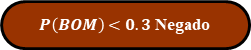 P(BOM) < 0.3 Negado